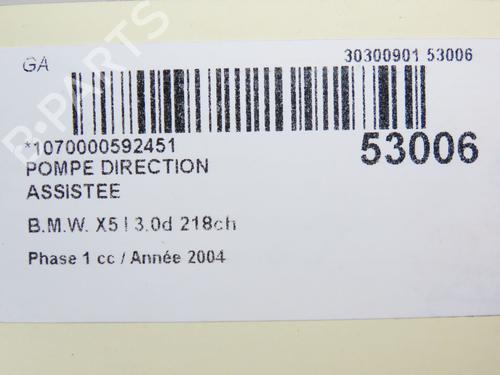 GA
30300901 53006
*1070000592451
53006
POMPE DIRECTION
ASSISTEE
B.M.W. X5 I 3.0d 218ch
Phase 1 cc / Année 2004
B-PARTS